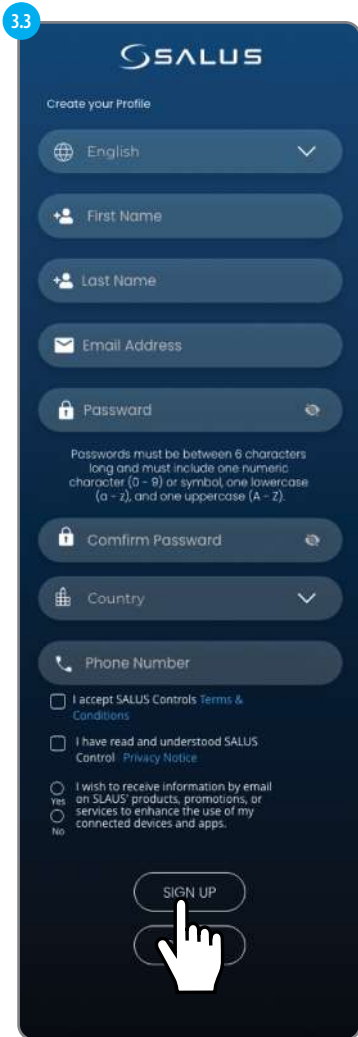 3.3
SALUS
Create your Profile
English
First Name
Last Name
Email Address
Password
Passwords must be between 6 characters
long and must include one numeric
character (0 - 9) or symbol, one lowercase
(a - z), and one uppercase (A - Z).
Comfirm Password
Country
Phone Number
I accept SALUS Controls Terms &
Conditions
I have read and understood SALUS
Control Privacy Notice
Yes
No
I wish to receive information by email
on SLAUS' products, promotions, or
services to enhance the use of my
connected devices and apps.
SIGN UP